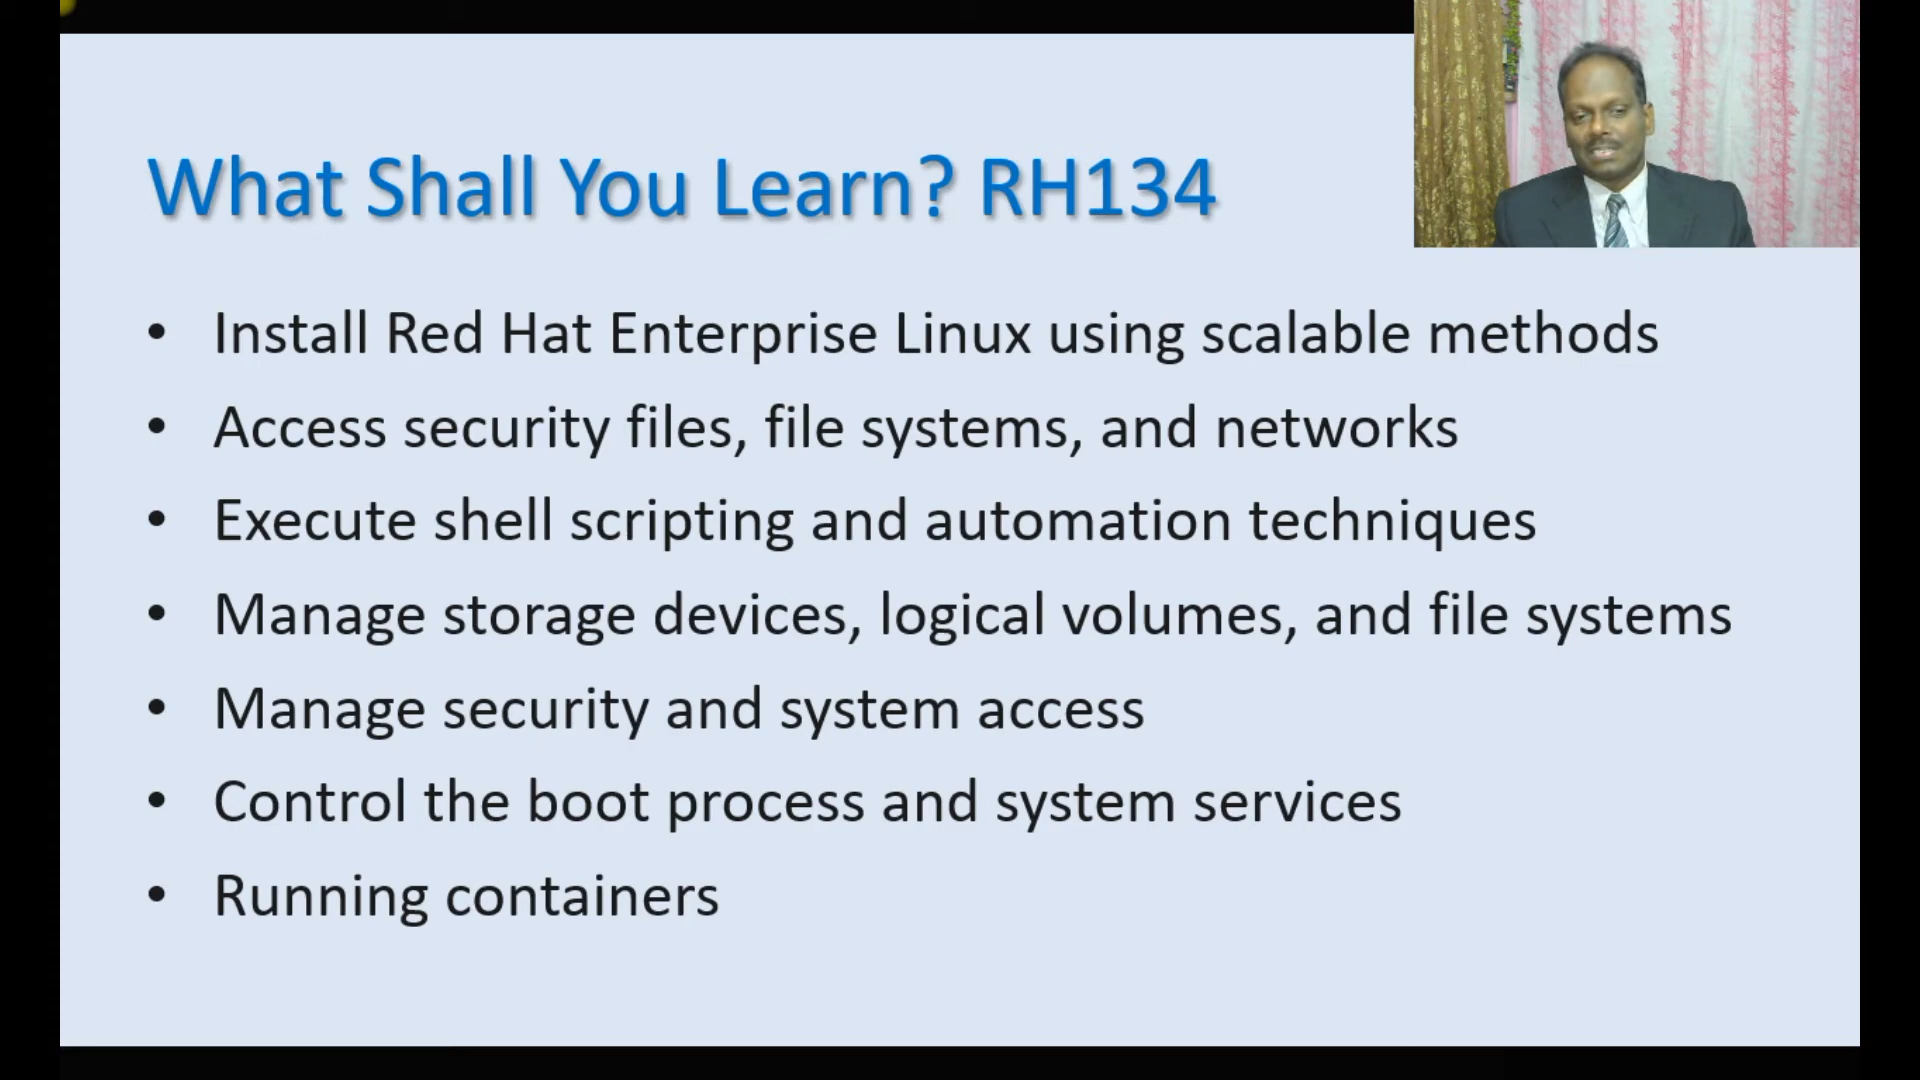 What Shall You Learn? RH134
• Install Red Hat Enterprise Linux using scalable methods
• Access security files, file systems, and networks
• Execute shell scripting and automation techniques
• Manage storage devices, logical volumes, and file systems
• Manage security and system access
• Control the boot process and system services
• Running containers